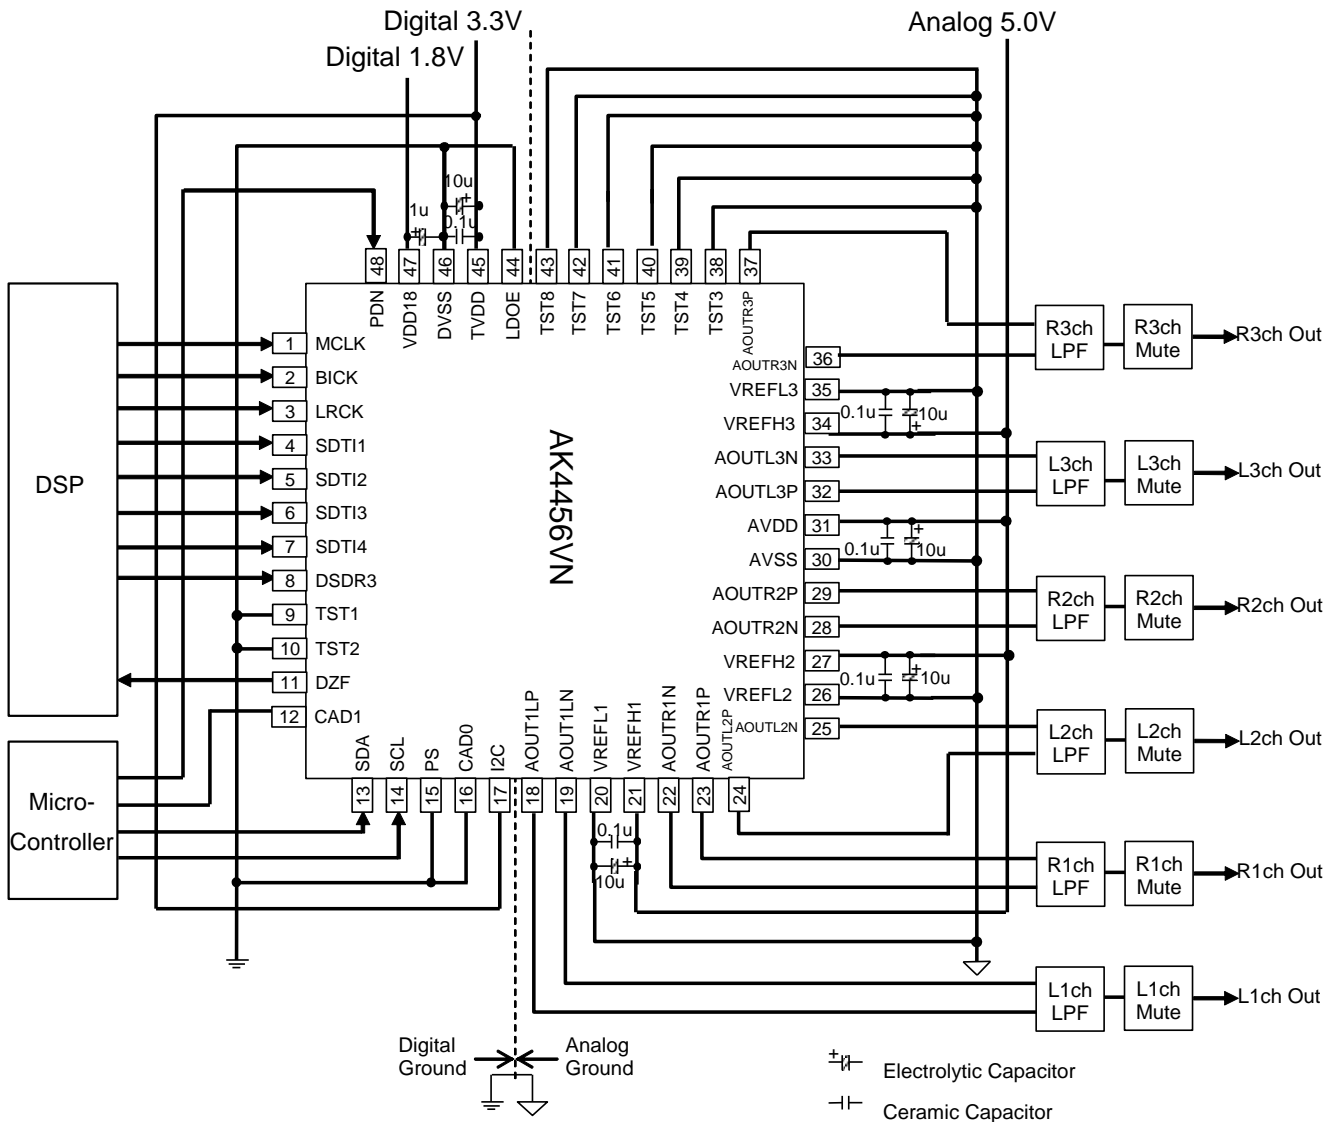 Digital 3.3V
Analog 5.0V
Digital 1.8V
10u
1u
0.1u
48
47
46
45
44
43
42
41
40
39
38
37
PDN
VDD18
DVSS
TVDD
LDOE
TST8
TST7
TST6
TST5
TST4
TST3
AOUTR3P
DSP
1 MCLK
2 BICK
3 LRCK
4 SDTI1
5 SDTI2
6 SDTI3
7 SDTI4
8 DSDR3
9 TST1
10 TST2
11 DZF
12 CAD1
AK4456VN
AOUTR3N 36
VREFL3 35
0.1u
10u
VREFH3 34
AOUTL3N 33
AOUTL3P 32
AVDD 31
0.1u
10u
AVSS 30
AOUTR2P 29
AOUTR2N 28
VREFH2 27
0.1u
10u
VREFL2 26
AOUTL2N 25
R3ch
LPF
R3ch
Mute
R3ch Out
L3ch
LPF
L3ch
Mute
L3ch Out
R2ch
LPF
R2ch
Mute
R2ch Out
L2ch
LPF
L2ch
Mute
L2ch Out
R1ch
LPF
R1ch
Mute
R1ch Out
L1ch
LPF
L1ch
Mute
L1ch Out
SDA
SCL
PS
CAD0
I2C
AOUT1LP
AOUT1LN
VREFL1
VREFH1
AOUTR1N
AOUTR1P
AOUTL2P
13
14
15
16
17
18
19
20
21
22
23
24
0.1u
10u
Micro-
Controller
Digital
Ground
Analog
Ground
Electrolytic Capacitor
Ceramic Capacitor